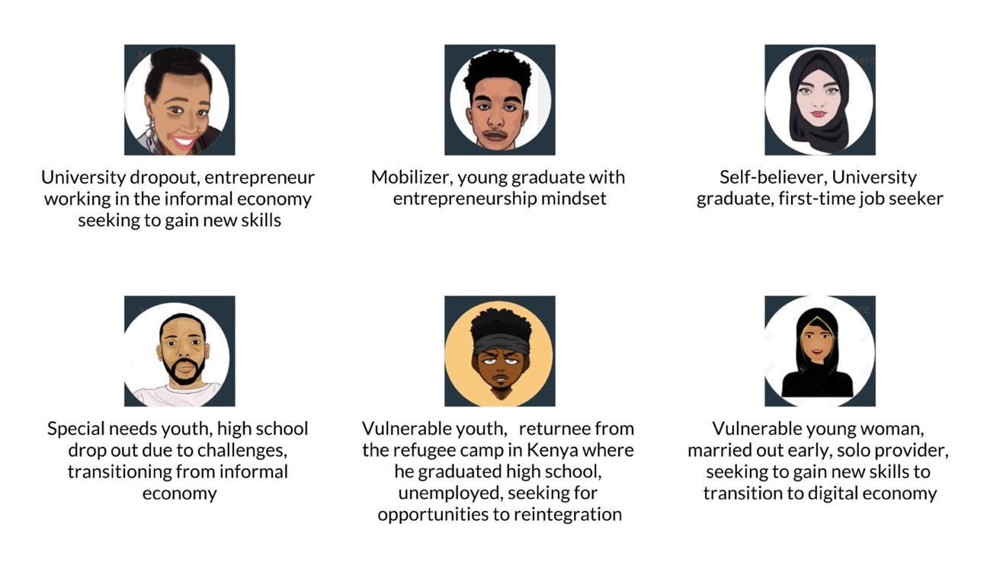 University dropout, entrepreneur
working in the informal economy
seeking to gain new skills
Mobilizer, young graduate with
entrepreneurship mindset
Self-believer, University
graduate, first-time job seeker
Special needs youth, high school
drop out due to challenges,
transitioning from informal
economy
Vulnerable youth, returnee from
the refugee camp in Kenya where
he graduated high school,
unemployed, seeking for
opportunities to reintegration
Vulnerable young woman,
married out early, solo provider,
seeking to gain new skills to
transition to digital economy